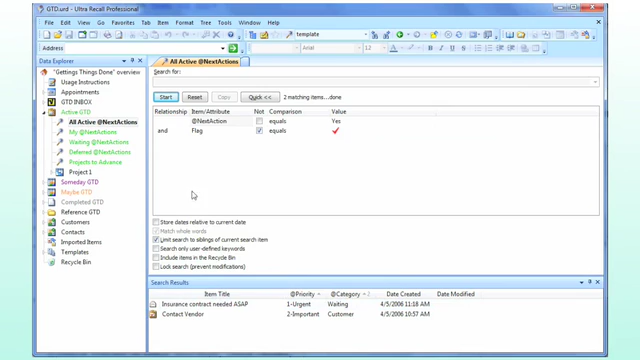 GTD.urd - Ultra Recall Professional
File Edit View Go Favorites Tab Item Format Tree Tools Window Help
template
Address
Arial 12
Data Explorer
"Gettings Things Done" overview
Usage Instructions
Appointments
GTD INBOX
Active GTD
All Active @NextActions
My @NextActions
Waiting @NextActions
Deferred @NextActions
Projects to Advance
Project 1
Someday GTD
Maybe GTD
Completed GTD
Reference GTD
Customers
Contacts
Imported Items
Templates
Recycle Bin
All Active @NextActions
Search for:
Start Reset Copy Quick << 2 matching items...done
Relationship Item/Attribute Not Comparison Value
@NextAction equals Yes
and Flag equals
Store dates relative to current date
Match whole words
Limit search to siblings of current search item
Search only user-defined keywords
Include items in the Recycle Bin
Lock search (prevent modifications)
Search Results
Item Title @Priority @Category Date Created Date Modified
Insurance contract needed ASAP 1-Urgent Waiting 4/5/2006 11:18 AM
Contact Vendor 2-Important Customer 4/5/2006 10:57 AM